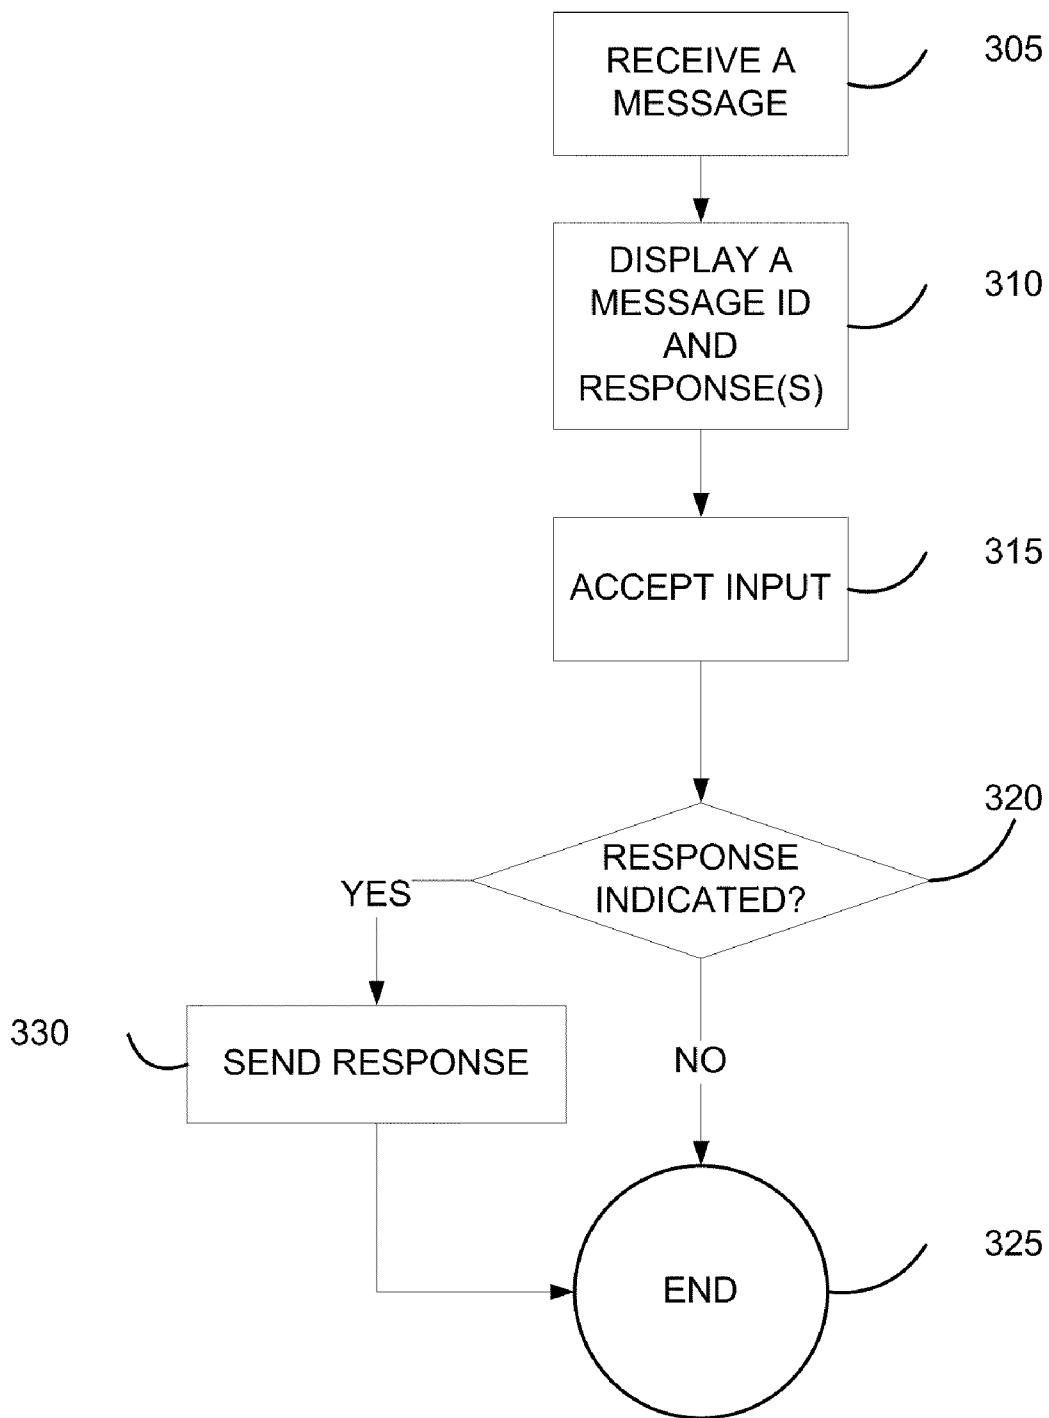 RECEIVE A
MESSAGE
305
DISPLAY A
MESSAGE ID
AND
RESPONSE(S)
310
ACCEPT INPUT
315
320
RESPONSE
INDICATED?
YES
330
SEND RESPONSE
NO
325
END